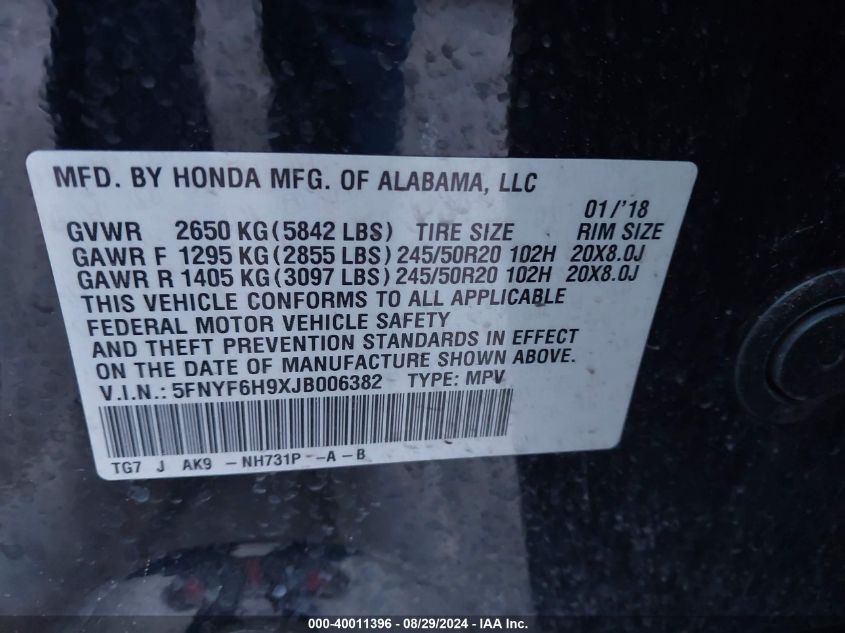 MFD. BY HONDA MFG. OF ALABAMA, LLC
01/'18
GVWR 2650 KG(5842 LBS) TIRE SIZE RIM SIZE
GAWR F 1295 KG(2855 LBS) 245/50R20 102H 20X8.0J
GAWR R 1405 KG(3097 LBS) 245/50R20 102H 20X8.0J
THIS VEHICLE CONFORMS TO ALL APPLICABLE
FEDERAL MOTOR VEHICLE SAFETY
AND THEFT PREVENTION STANDARDS IN EFFECT
ON THE DATE OF MANUFACTURE SHOWN ABOVE.
V.I.N.: 5FNYF6H9XJB006382 TYPE: MPV
TG7 J AK9 -NH731P --A-B
000-40011396 - 08/29/2024 - IAA Inc.